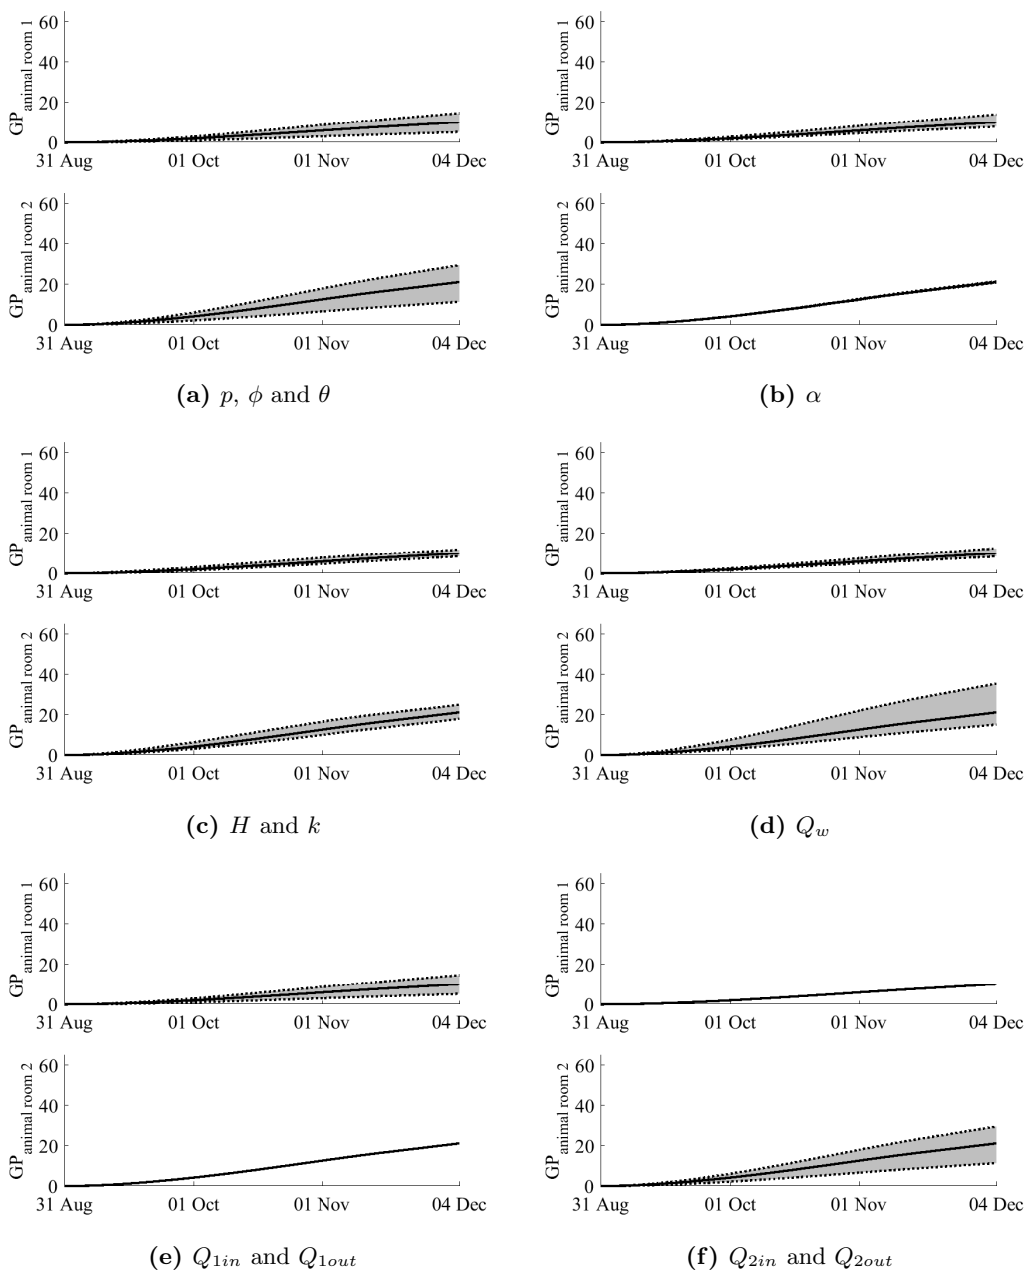 60
40
20
0
GP animal room 1
31 Aug 01 Oct 01 Nov 04 Dec
60
40
20
0
GP animal room 2
31 Aug 01 Oct 01 Nov 04 Dec
(a) p, ϕ and θ
60
40
20
0
GP animal room 1
31 Aug 01 Oct 01 Nov 04 Dec
60
40
20
0
GP animal room 2
31 Aug 01 Oct 01 Nov 04 Dec
(b) α
60
40
20
0
GP animal room 1
31 Aug 01 Oct 01 Nov 04 Dec
60
40
20
0
GP animal room 2
31 Aug 01 Oct 01 Nov 04 Dec
(c) H and k
60
40
20
0
GP animal room 1
31 Aug 01 Oct 01 Nov 04 Dec
60
40
20
0
GP animal room 2
31 Aug 01 Oct 01 Nov 04 Dec
(d) Q_w
60
40
20
0
GP animal room 1
31 Aug 01 Oct 01 Nov 04 Dec
60
40
20
0
GP animal room 2
31 Aug 01 Oct 01 Nov 04 Dec
(e) Q_{1in} and Q_{1out}
60
40
20
0
GP animal room 1
31 Aug 01 Oct 01 Nov 04 Dec
60
40
20
0
GP animal room 2
31 Aug 01 Oct 01 Nov 04 Dec
(f) Q_{2in} and Q_{2out}